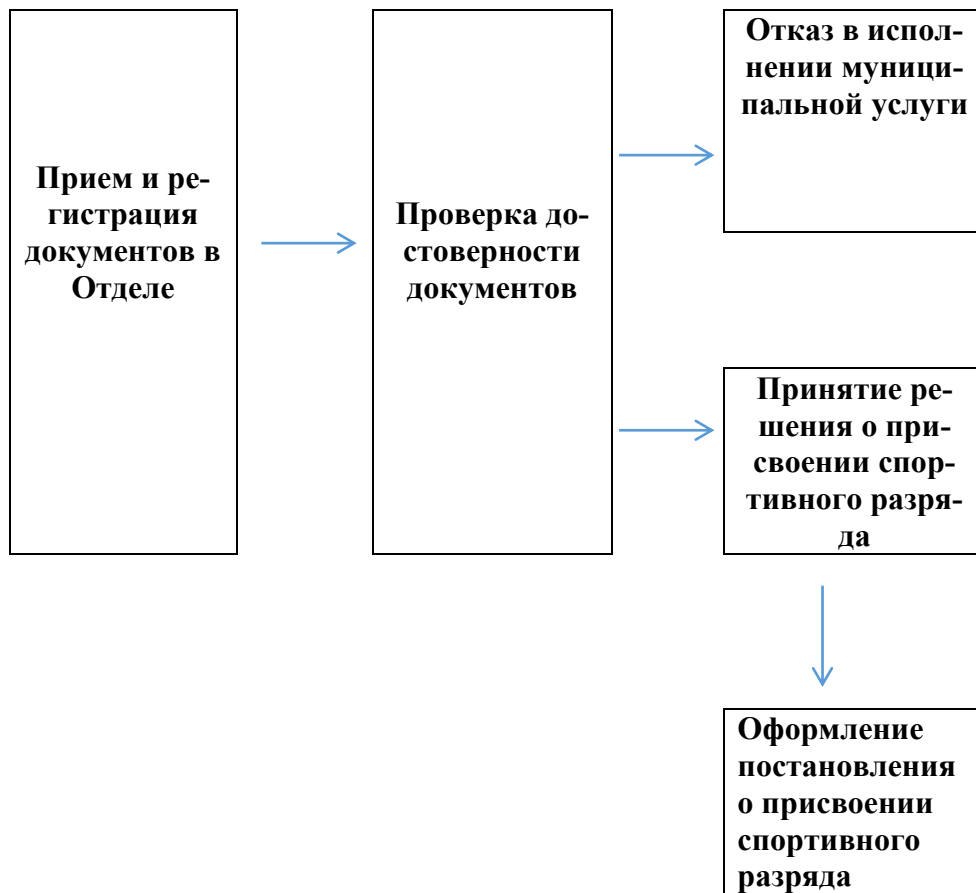 Прием и ре-
гистрация
документов в
Отделе
Проверка до-
стоверности
документов
Отказ в испол-
нении муници-
пальной услуги
Принятие ре-
шения о при-
своении спор-
тивного разря-
да
Оформление
постановления
о присвоении
спортивного
разряда